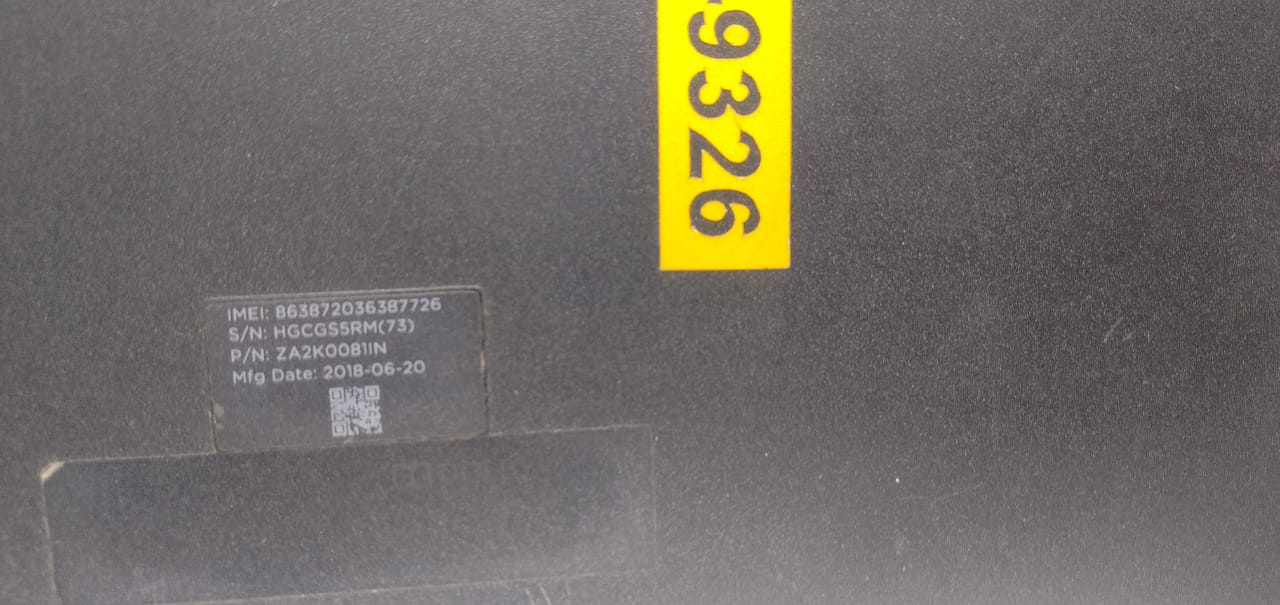 9326
IMEI: 863872036387726
S/N: HGCGS5RM(73)
P/N: ZA2K0081IN
Mfg Date: 2018-06-20